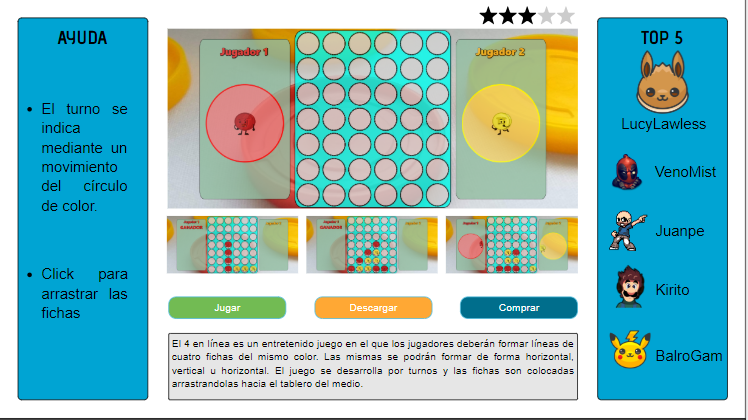 AYUDA
El turno se
indica
mediante un
movimiento
del círculo
de color.
Click para
arrastrar las
fichas
Jugador 1
Jugador 2
GANADOR
GANADOR
Jugar
Descargar
Comprar
El 4 en línea es un entretenido juego en el que los jugadores deberán formar líneas de
cuatro fichas del mismo color. Las mismas se podrán formar de forma horizontal,
vertical u horizontal. El juego se desarrolla por turnos y las fichas son colocadas
arrastrandolas hacia el tablero del medio.
TOP 5
LucyLawless
VenoMist
Juanpe
Kirito
BalroGam